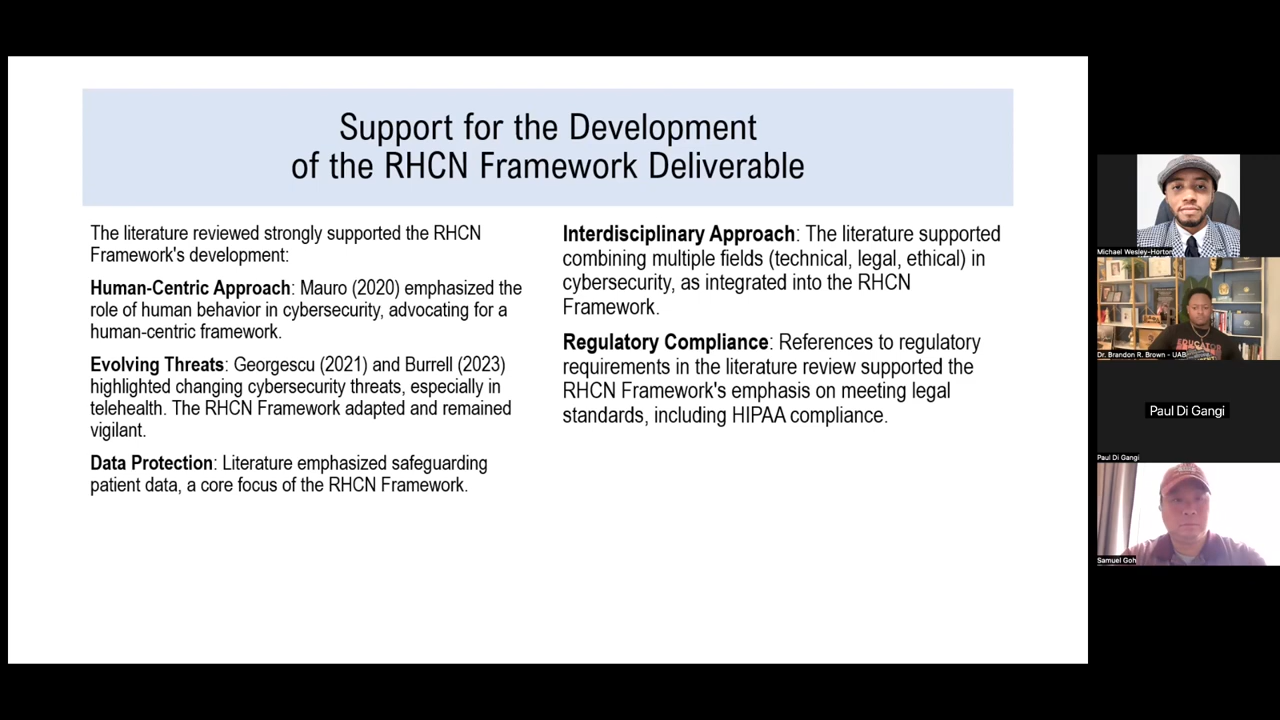 Support for the Development
of the RHCN Framework Deliverable
The literature reviewed strongly supported the RHCN
Framework's development:
Human-Centric Approach: Mauro (2020) emphasized the
role of human behavior in cybersecurity, advocating for a
human-centric framework.
Evolving Threats: Georgescu (2021) and Burrell (2023)
highlighted changing cybersecurity threats, especially in
telehealth. The RHCN Framework adapted and remained
vigilant.
Data Protection: Literature emphasized safeguarding
patient data, a core focus of the RHCN Framework.
Interdisciplinary Approach: The literature supported
combining multiple fields (technical, legal, ethical) in
cybersecurity, as integrated into the RHCN
Framework.
Regulatory Compliance: References to regulatory
requirements in the literature review supported the
RHCN Framework's emphasis on meeting legal
standards, including HIPAA compliance.
Michael Wesley-Horton
EDUCATOR
Dr. Brandon R. Brown - UAB
Paul Di Gangi
Paul Di Gangi
Samuel Goh